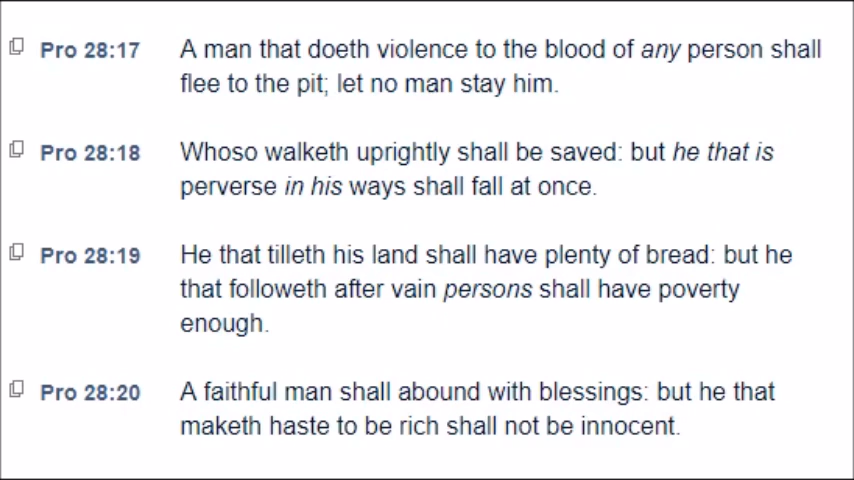 Pro 28:17 A man that doeth violence to the blood of any person shall
flee to the pit; let no man stay him.
Pro 28:18 Whoso walketh uprightly shall be saved: but he that is
perverse in his ways shall fall at once.
Pro 28:19 He that tilleth his land shall have plenty of bread: but he
that followeth after vain persons shall have poverty
enough.
Pro 28:20 A faithful man shall abound with blessings: but he that
maketh haste to be rich shall not be innocent.